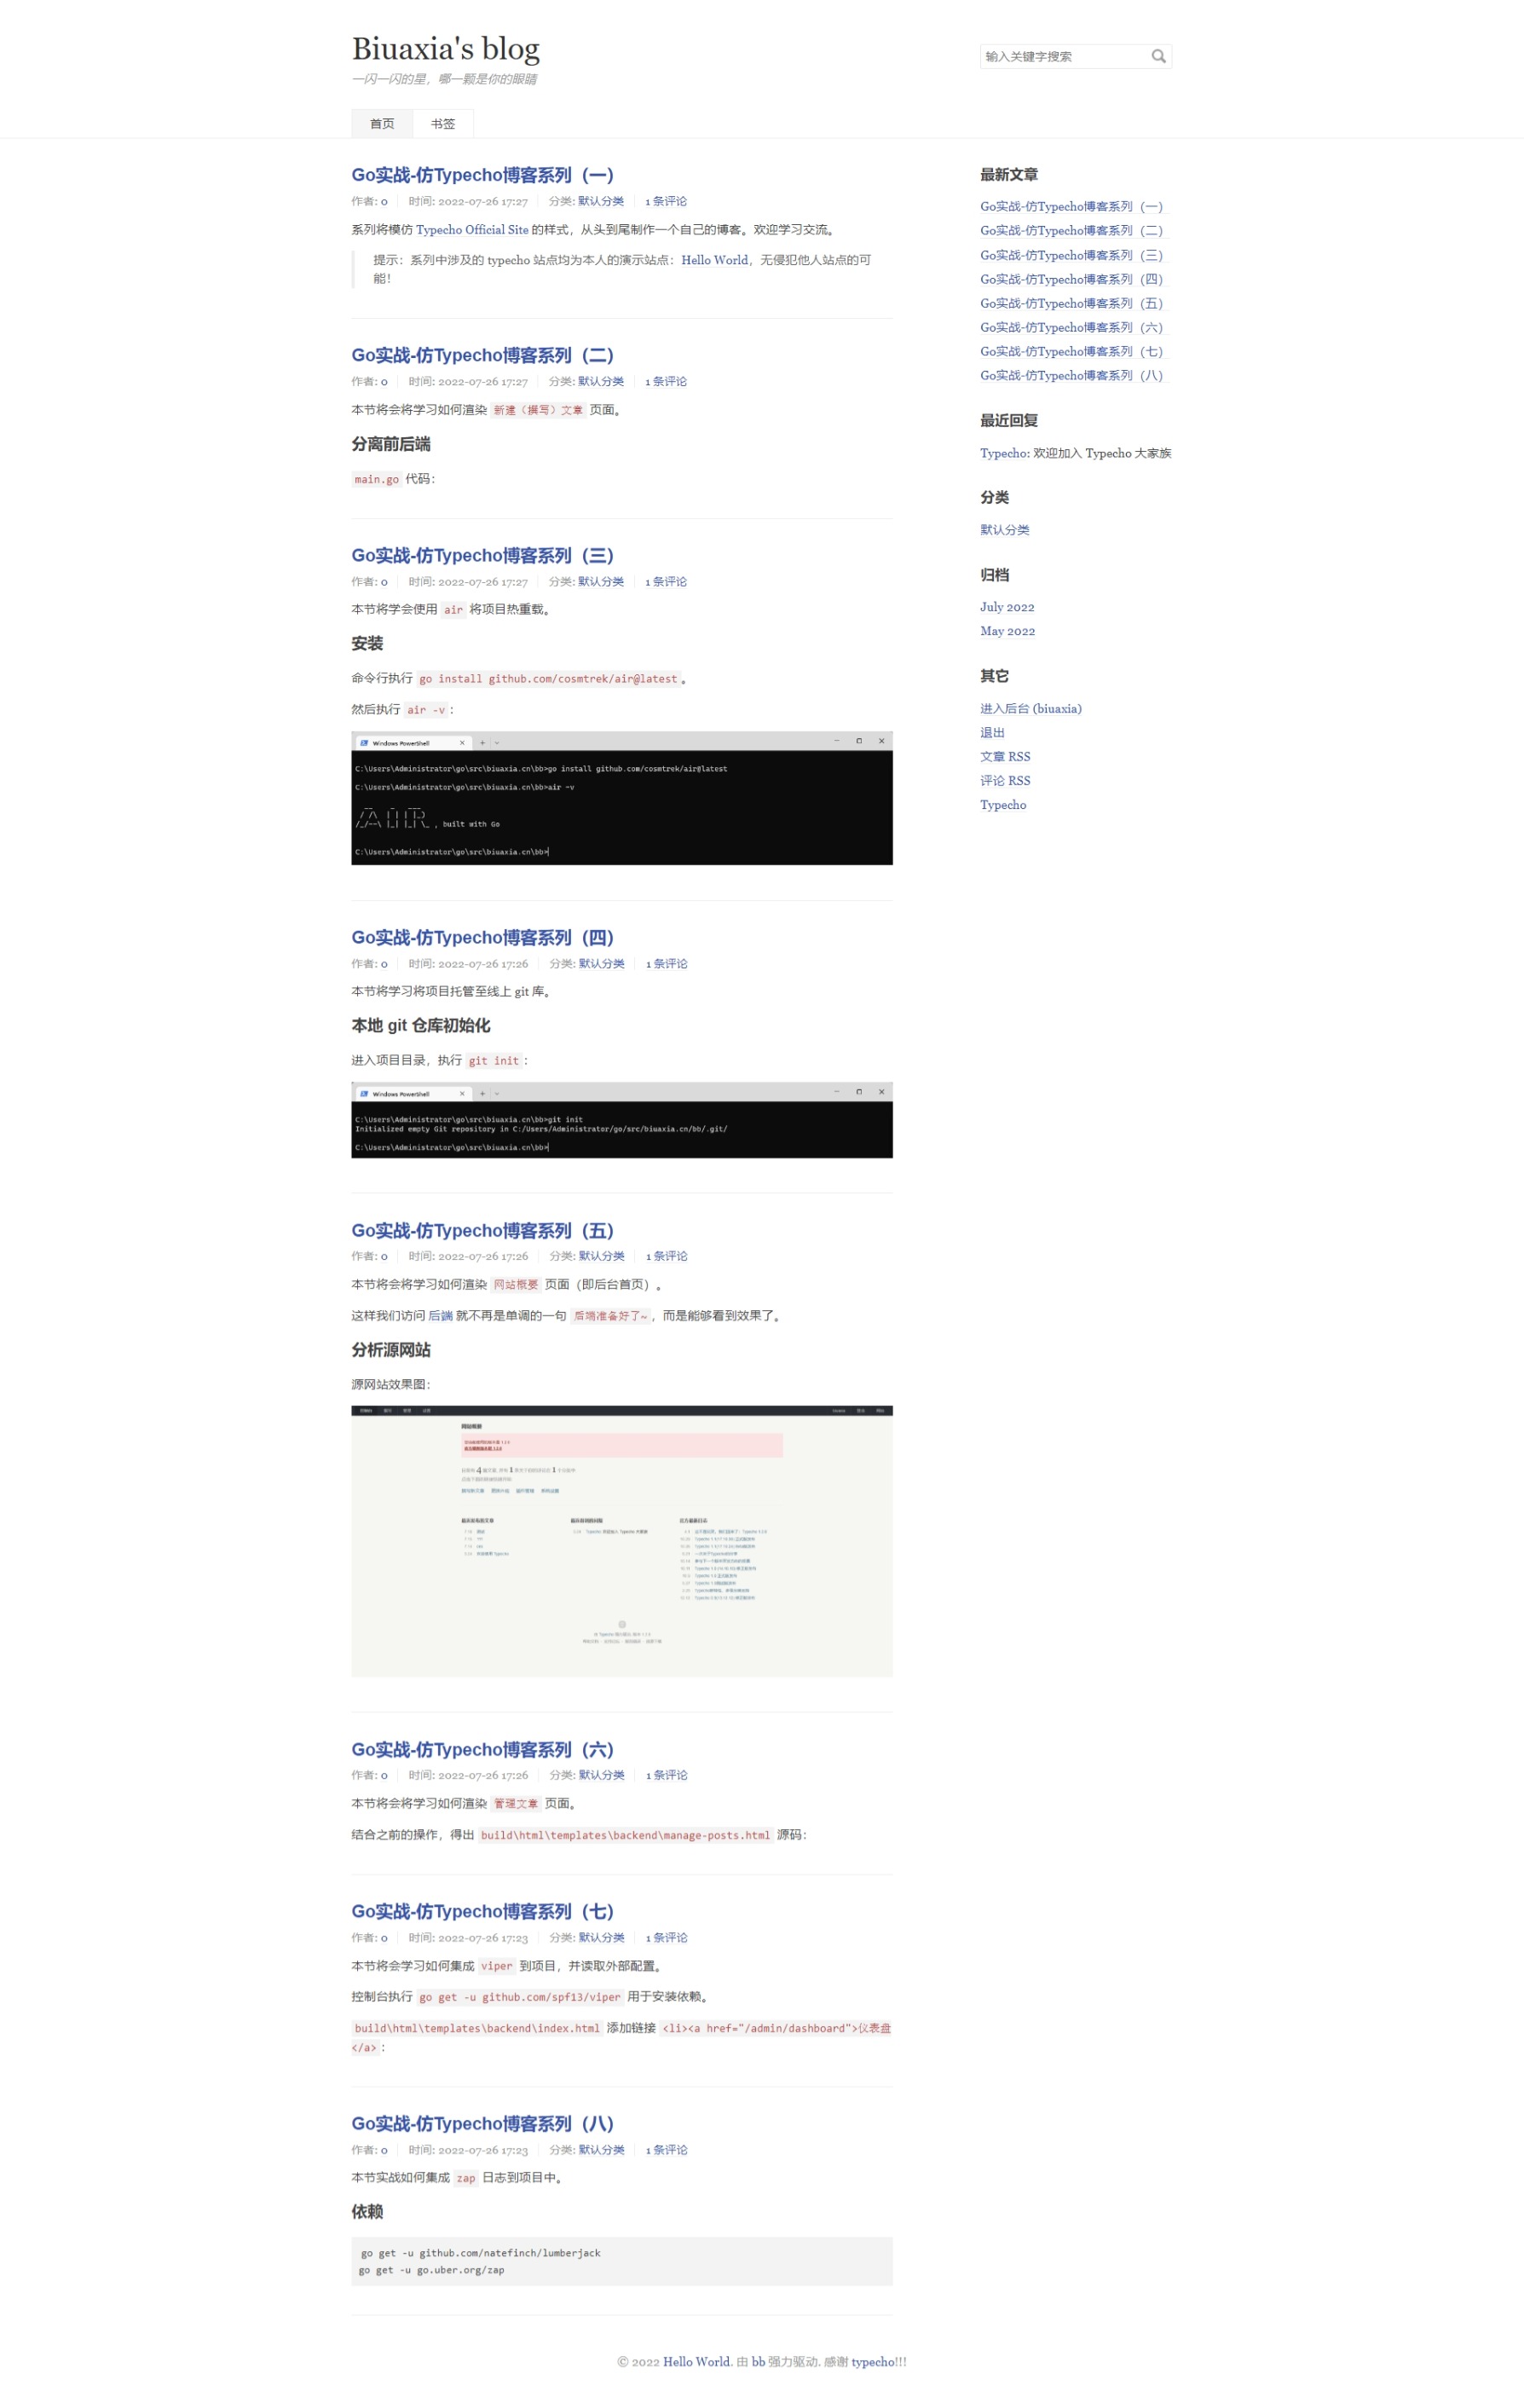 Biuaxia's blog
一闪一闪的星，哪一颗是你的眼睛
输入关键字搜索
首页 书签
Go实战-仿Typecho博客系列（一）
作者: 0 时间: 2022-07-26 17:27 分类: 默认分类 1 条评论
系列将模仿 Typecho Official Site 的样式，从头到尾制作一个自己的博客。欢迎学习交流。
提示：系列中涉及的 typecho 站点均为本人的演示站点：Hello World，无侵犯他人站点的可
能！
Go实战-仿Typecho博客系列（二）
作者: 0 时间: 2022-07-26 17:27 分类: 默认分类 1 条评论
本节将会将学习如何渲染 新建（撰写）文章 页面。
分离前后端
main.go 代码：
Go实战-仿Typecho博客系列（三）
作者: 0 时间: 2022-07-26 17:27 分类: 默认分类 1 条评论
本节将学会使用 air 将项目热重载。
安装
命令行执行 go install github.com/cosmtrek/air@latest。
然后执行 air -v：
Windows PowerShell
C:\Users\Administrator\go\src\biuaxia.cn\bb>go install github.com/cosmtrek/air@latest
C:\Users\Administrator\go\src\biuaxia.cn\bb>air -v
, built with Go
C:\Users\Administrator\go\src\biuaxia.cn\bb>
Go实战-仿Typecho博客系列（四）
作者: 0 时间: 2022-07-26 17:26 分类: 默认分类 1 条评论
本节将学习将项目托管至线上 git 库。
本地 git 仓库初始化
进入项目目录，执行 git init：
Windows PowerShell
C:\Users\Administrator\go\src\biuaxia.cn\bb>git init
Initialized empty Git repository in C:/Users/Administrator/go/src/biuaxia.cn/bb/.git/
C:\Users\Administrator\go\src\biuaxia.cn\bb>
Go实战-仿Typecho博客系列（五）
作者: 0 时间: 2022-07-26 17:26 分类: 默认分类 1 条评论
本节将会将学习如何渲染 网站概要 页面（即后台首页）。
这样我们访问 后端 就不再是单调的一句 后端准备好了~，而是能够看到效果了。
分析源网站
源网站效果图：
网站概要
Go实战-仿Typecho博客系列（六）
作者: 0 时间: 2022-07-26 17:26 分类: 默认分类 1 条评论
本节将会将学习如何渲染 管理文章 页面。
结合之前的操作，得出 build\html\templates\backend\manage-posts.html 源码：
Go实战-仿Typecho博客系列（七）
作者: 0 时间: 2022-07-26 17:23 分类: 默认分类 1 条评论
本节将会学习如何集成 viper 到项目，并读取外部配置。
控制台执行 go get -u github.com/spf13/viper 用于安装依赖。
build\html\templates\backend\index.html 添加链接 <li><a href="/admin/dashboard">仪表盘
</a>：
Go实战-仿Typecho博客系列（八）
作者: 0 时间: 2022-07-26 17:23 分类: 默认分类 1 条评论
本节实战如何集成 zap 日志到项目中。
依赖
go get -u github.com/natefinch/lumberjack
go get -u go.uber.org/zap
最新文章
Go实战-仿Typecho博客系列（一）
Go实战-仿Typecho博客系列（二）
Go实战-仿Typecho博客系列（三）
Go实战-仿Typecho博客系列（四）
Go实战-仿Typecho博客系列（五）
Go实战-仿Typecho博客系列（六）
Go实战-仿Typecho博客系列（七）
Go实战-仿Typecho博客系列（八）
最近回复
Typecho: 欢迎加入 Typecho 大家族
分类
默认分类
归档
July 2022
May 2022
其它
进入后台 (biuaxia)
退出
文章 RSS
评论 RSS
Typecho
© 2022 Hello World. 由 bb 强力驱动. 感谢 typecho!!!